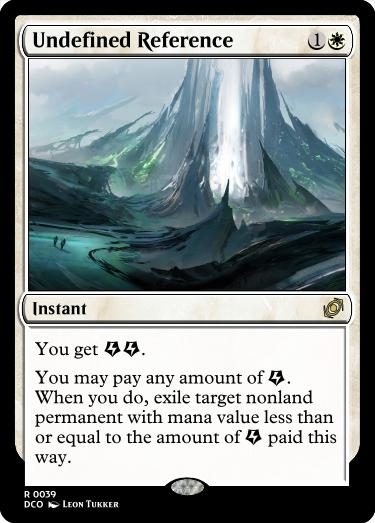 Undefined Reference 1
Instant
You get.
You may pay any amount of.
When you do, exile target nonland
permanent with mana value less than
or equal to the amount of paid this
way.
R 0039
DCO Leon Tukker